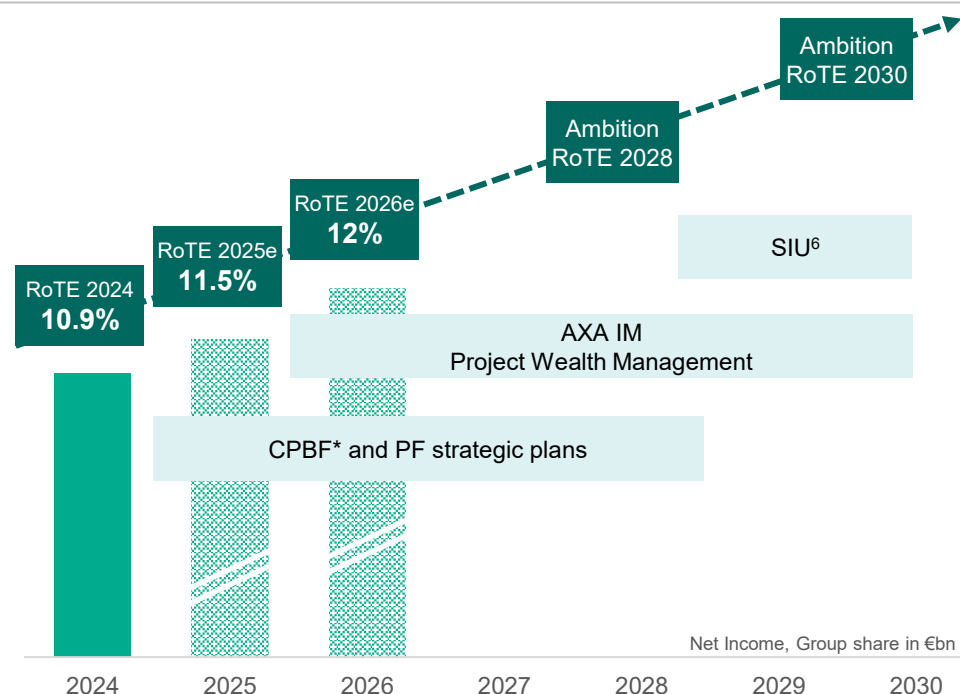 Ambition
RoTE 2030
Ambition
RoTE 2028
RoTE 2026e
12%
RoTE 2025e
11.5%
RoTE 2024
10.9%
SIU⁶
AXA IM
Project Wealth Management
CPBF* and PF strategic plans
Net Income, Group share in €bn
2024 2025 2026 2027 2028 2029 2030